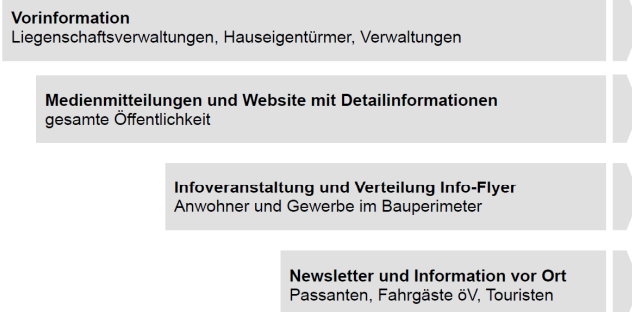 Vorinformation
Liegenschaftsverwaltungen, Hauseigentürmer, Verwaltungen
Medienmitteilungen und Website mit Detailinformationen
gesamte Öffentlichkeit
Infoveranstaltung und Verteilung Info-Flyer
Anwohner und Gewerbe im Bauperimeter
Newsletter und Information vor Ort
Passanten, Fahrgäste öV, Touristen